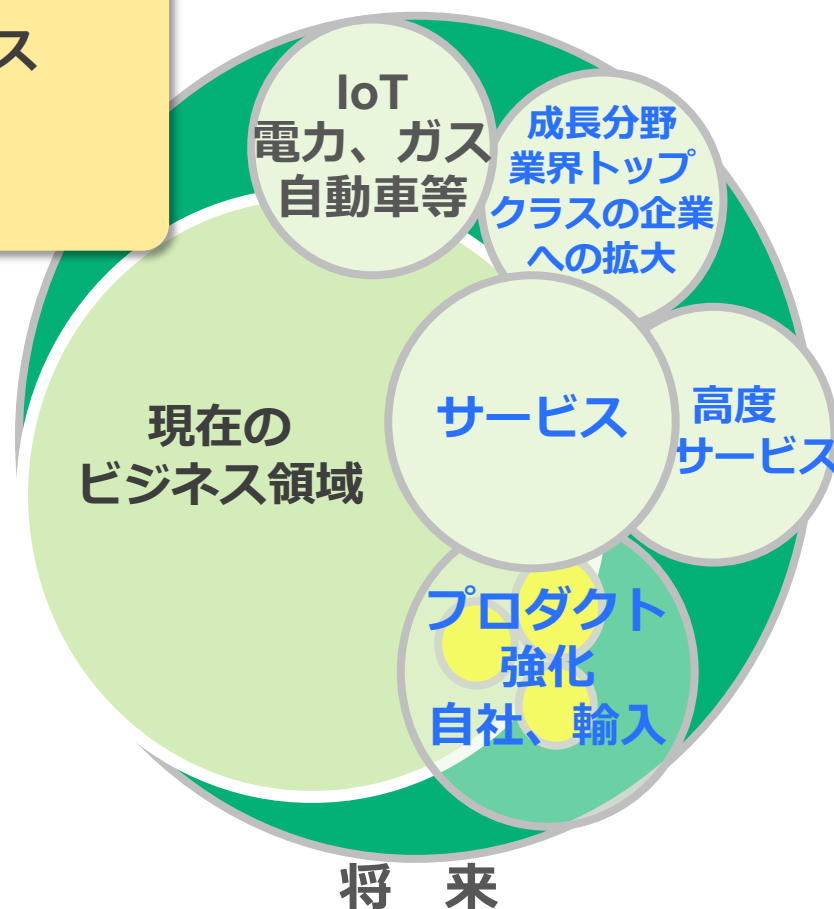 ス
IoT
電力、ガス
自動車等
成長分野
業界トップ
クラスの企業
への拡大
現在の
ビジネス領域
サービス
高度
サービス
プロダクト
強化
自社、輸入
将　来